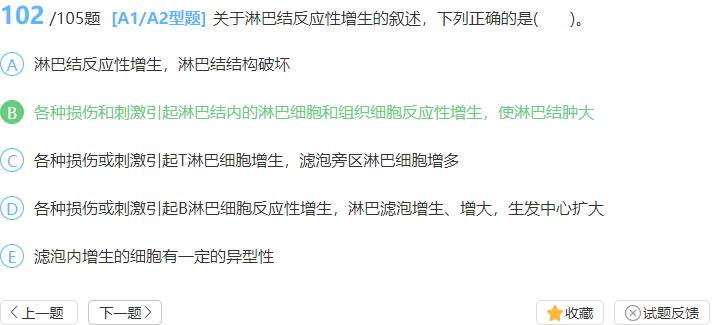 102 /105题 [A1/A2型题] 关于淋巴结反应性增生的叙述，下列正确的是( )。
A 淋巴结反应性增生，淋巴结结构破坏
B 各种损伤和刺激引起淋巴结内的淋巴细胞和组织细胞反应性增生，使淋巴结肿大
C 各种损伤或刺激引起T淋巴细胞增生，滤泡旁区淋巴细胞增多
D 各种损伤或刺激引起B淋巴细胞反应性增生，淋巴滤泡增生、增大，生发中心扩大
E 滤泡内增生的细胞有一定的异型性
上一题 下一题 收藏 试题反馈